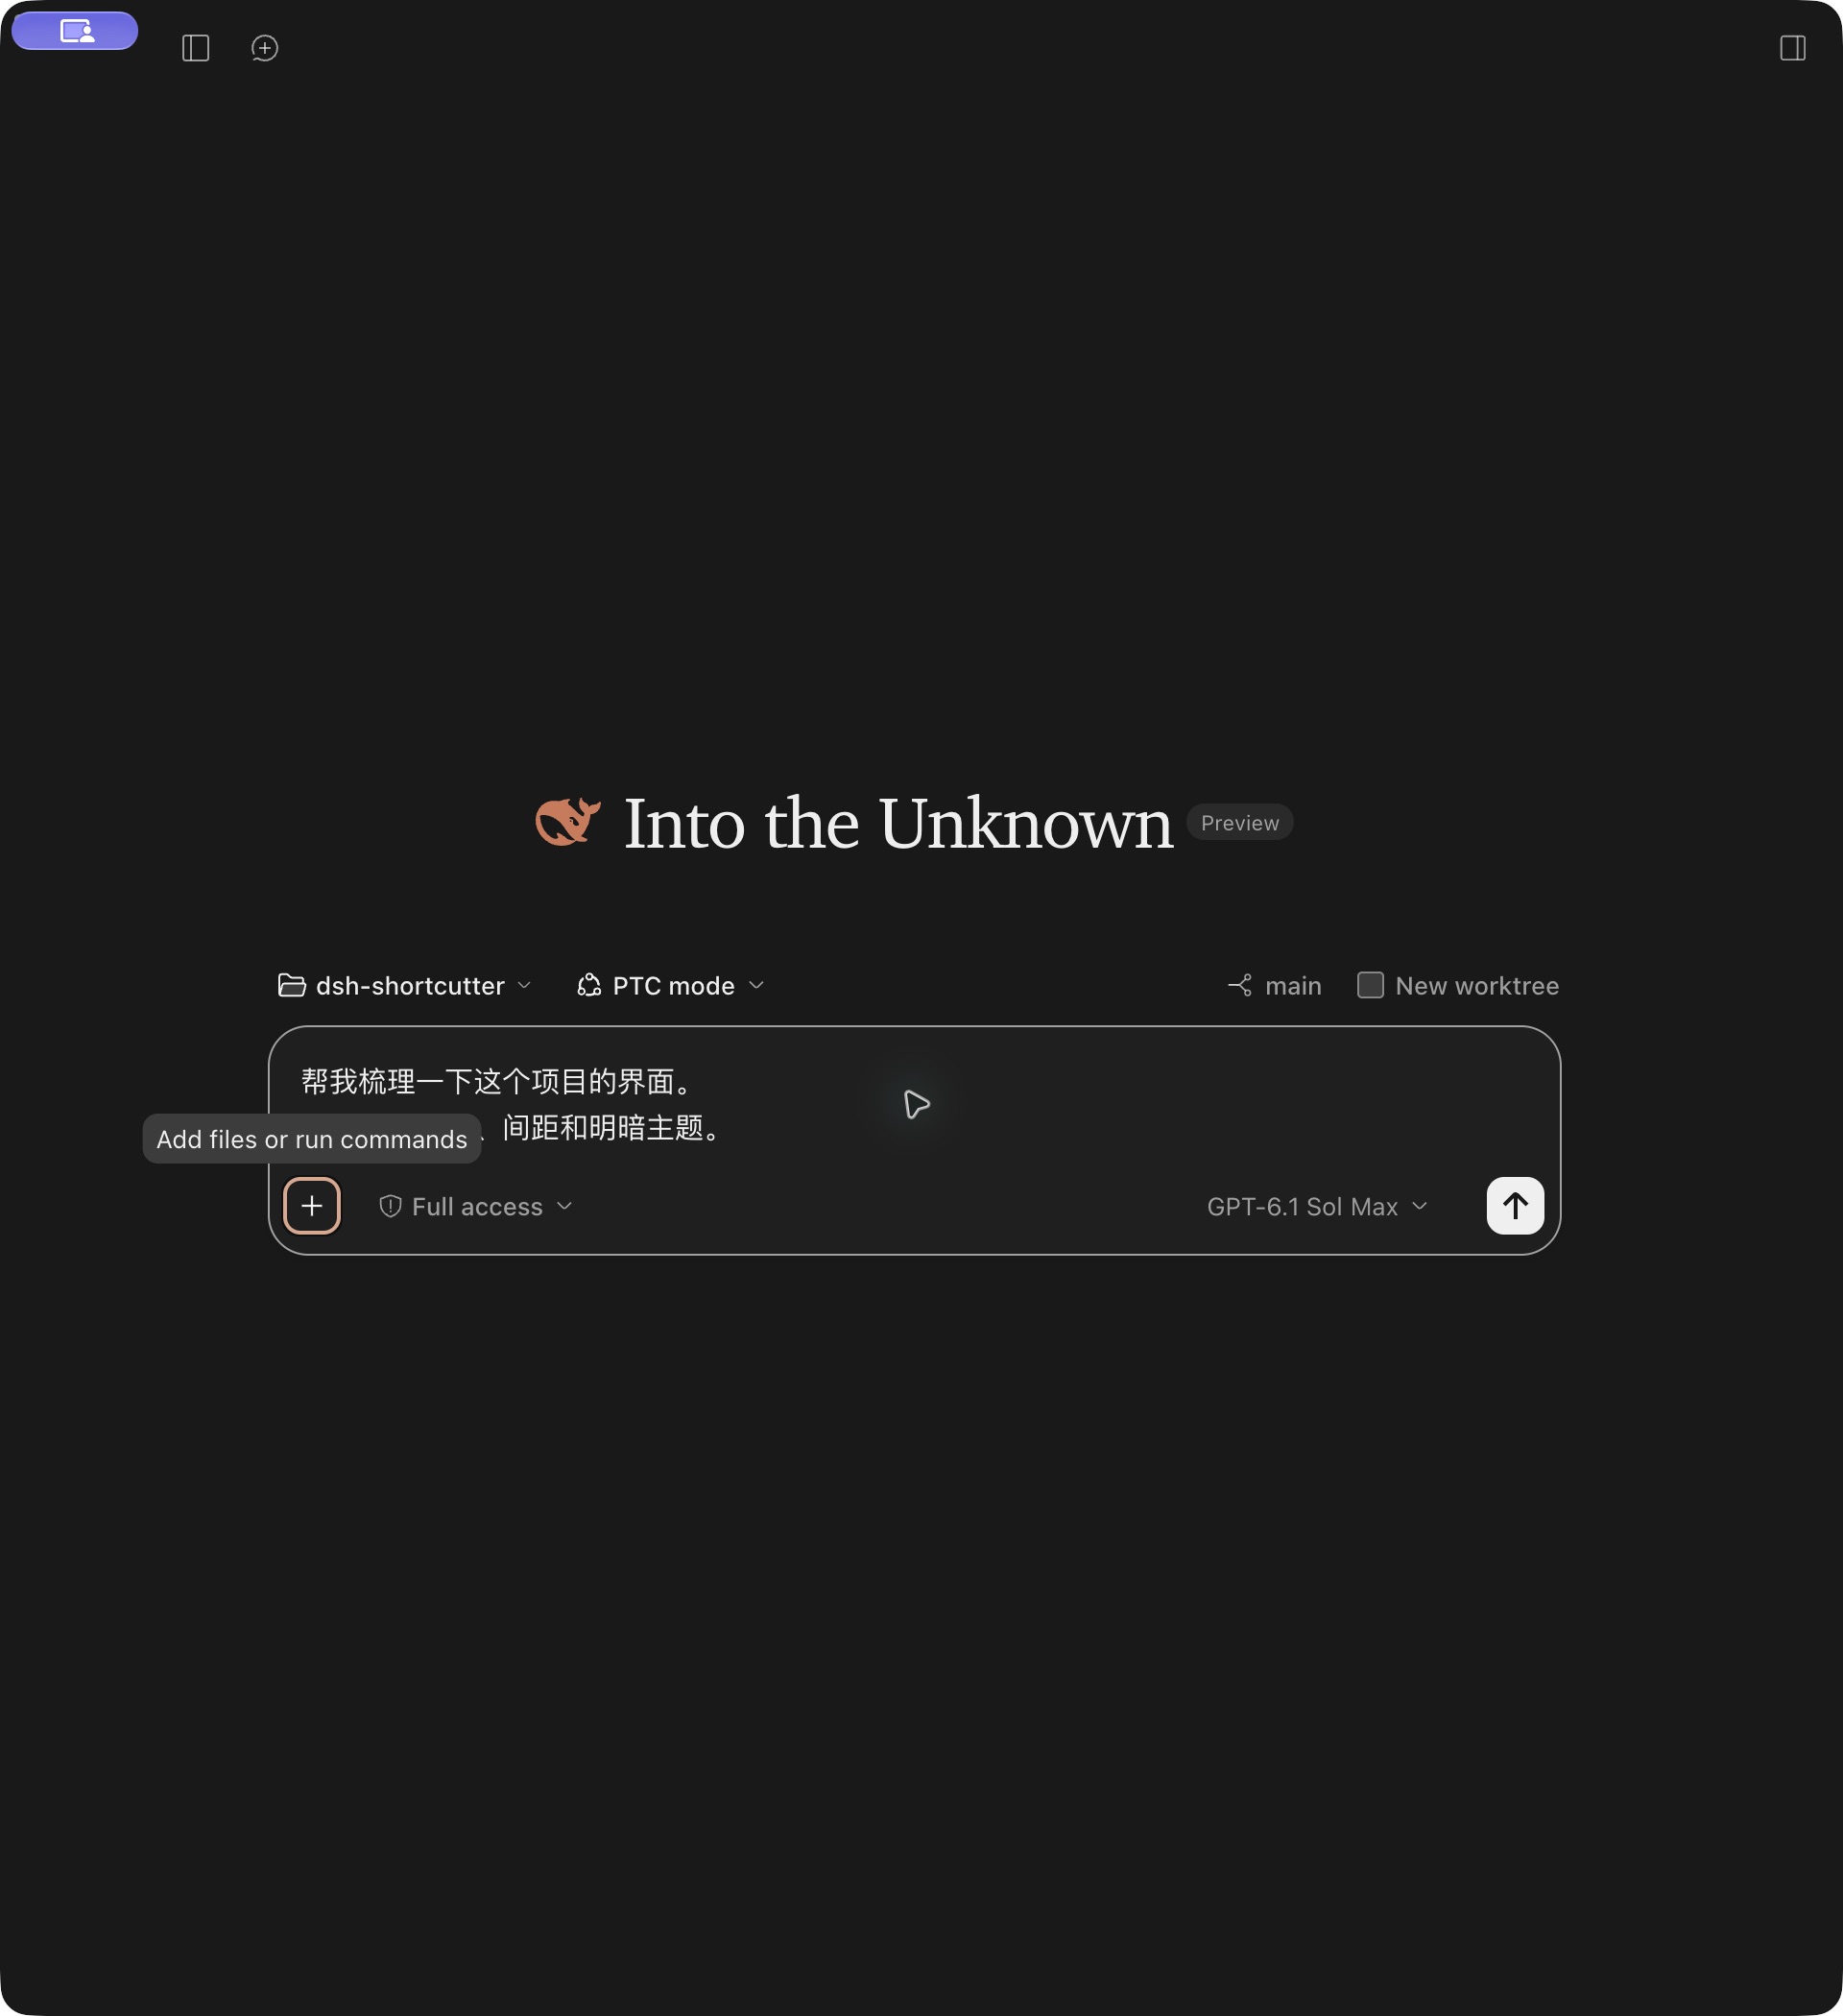 Into the Unknown Preview
dsh-shortcutter PTC mode main New worktree
帮我梳理一下这个项目的界面。
、间距和明暗主题。
Add files or run commands
Full access GPT-6.1 Sol Max